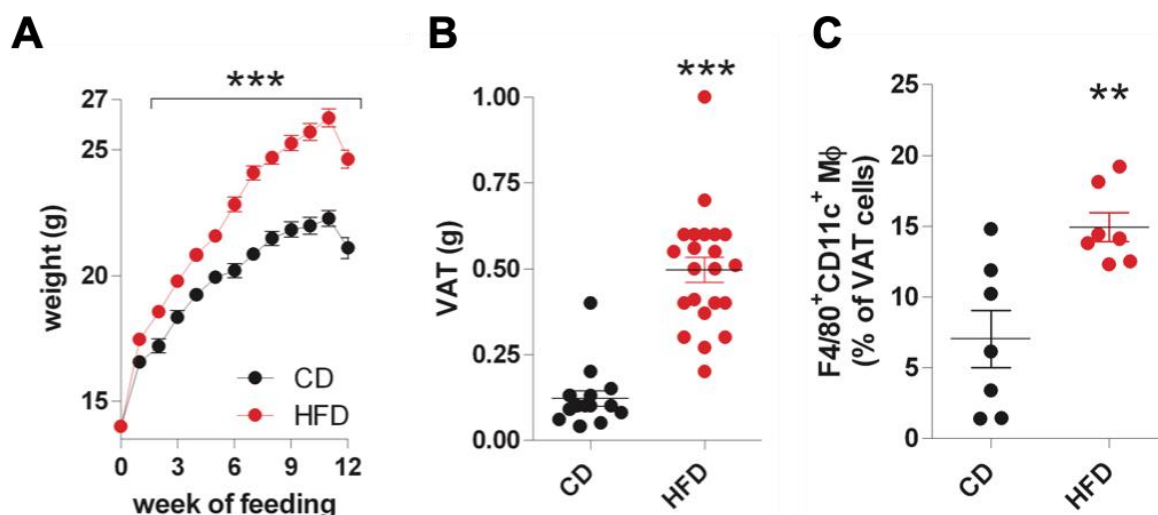 A
***
27
25
20
15
weight (g)
0 3 6 9 12
week of feeding
CD
HFD
B
***
1.00
0.75
0.50
0.25
0.00
VAT (g)
CD HFD
C
**
25
20
15
10
5
0
F4/80⁺CD11c⁺ Mϕ
(% of VAT cells)
CD HFD